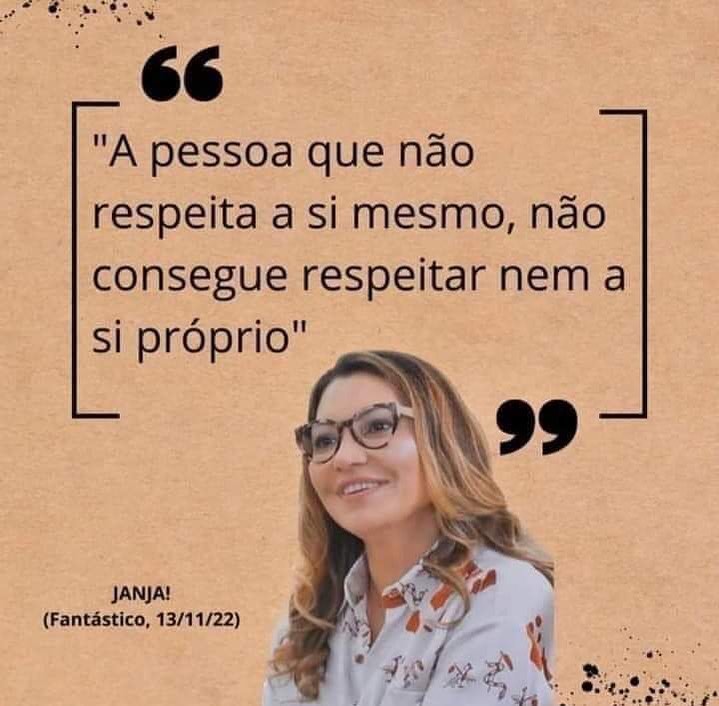 "A pessoa que não
respeita a si mesmo, não
consegue respeitar nem a
si próprio"
JANJA!
(Fantástico, 13/11/22)